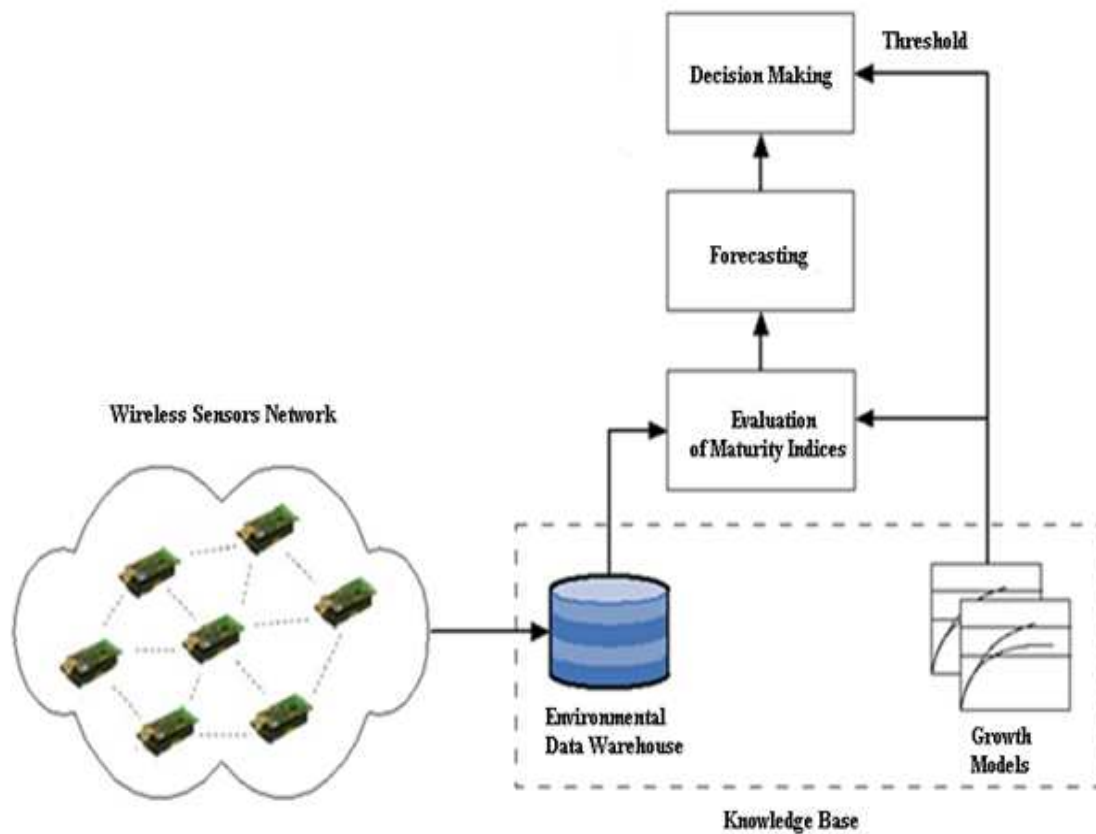 Threshold
Decision Making
Forecasting
Evaluation
of Maturity Indices
Wireless Sensors Network
Environmental
Data Warehouse
Growth
Models
Knowledge Base